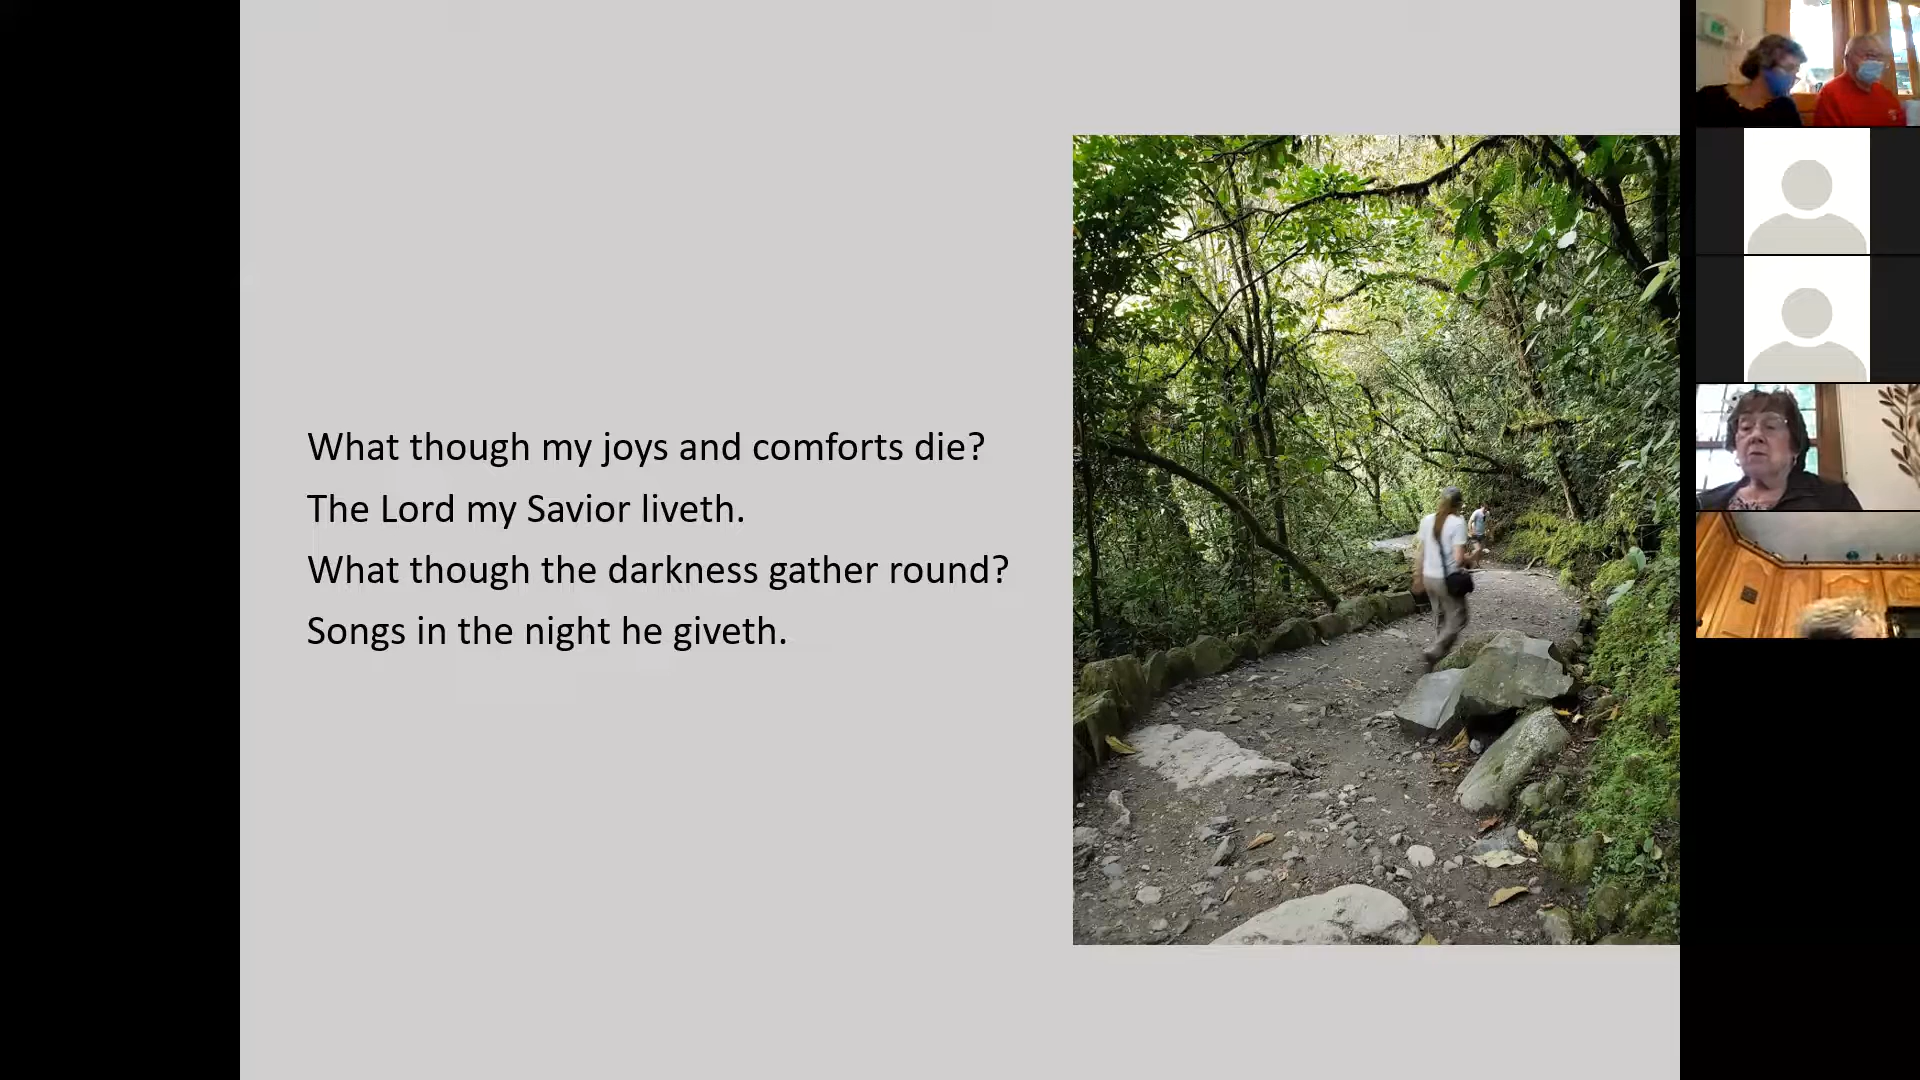 What though my joys and comforts die?
The Lord my Savior liveth.
What though the darkness gather round?
Songs in the night he giveth.